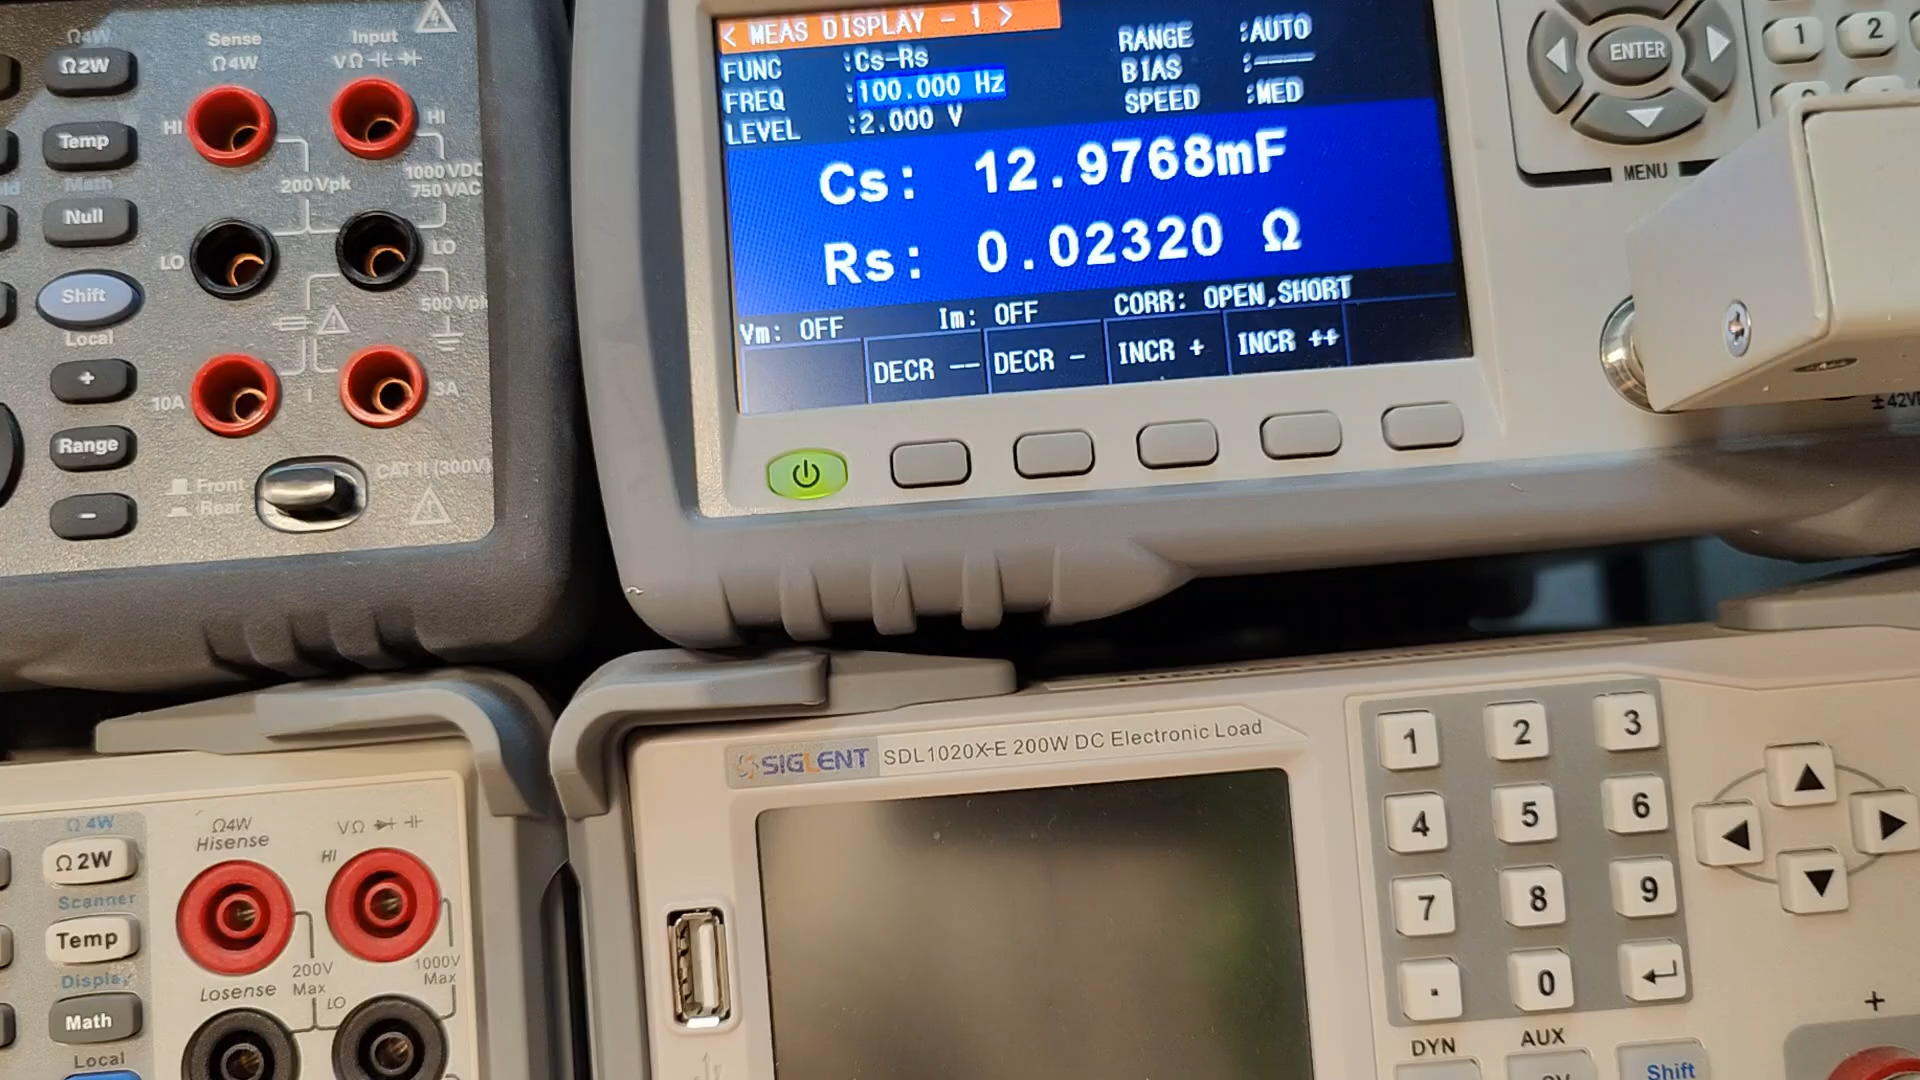 Ω4W
Ω2W
Temp
Math
Null
Shift
Local
+
Range
-
Sense
Ω4W
Input
VΩ
HI
HI
200Vpk
1000 VDC
750 VAC
LO
LO
500 Vpk
10A
I
3A
CAT II (300V)
Front
Rear
< MEAS DISPLAY - 1 >
FUNC :Cs-Rs
FREQ :100.000 Hz
LEVEL :2.000 V
RANGE :AUTO
BIAS :----
SPEED :MED
Cs: 12.9768mF
Rs: 0.02320 Ω
Vm: OFF Im: OFF CORR: OPEN,SHORT
DECR -- DECR - INCR + INCR ++
ENTER
MENU
1 2
±42V
SIGLENT SDL1020X-E 200W DC Electronic Load
1 2 3
4 5 6
7 8 9
. 0
DYN AUX
Shift
+
Ω4W
Ω2W
Scanner
Temp
Display
Math
Local
Ω4W
Hisense
VΩ
HI
200V
Max
1000V
Max
Losense
LO